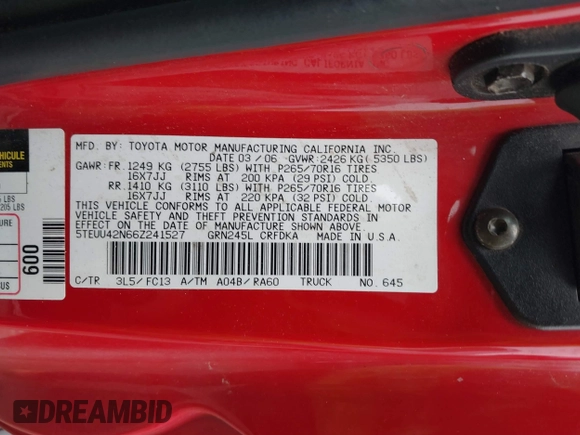 MFD. BY: TOYOTA MOTOR MANUFACTURING CALIFORNIA INC.
DATE 03 / 06 GVWR: 2426 KG ( 5350 LBS)
GAWR: FR. 1249 KG (2755 LBS) WITH P265/70R16 TIRES
16X7JJ RIMS AT 200 KPA (29 PSI) COLD.
RR. 1410 KG (3110 LBS) WITH P265/70R16 TIRES
16X7JJ RIMS AT 220 KPA (32 PSI) COLD.
THIS VEHICLE CONFORMS TO ALL APPLICABLE FEDERAL MOTOR
VEHICLE SAFETY AND THEFT PREVENTION STANDARDS IN
EFFECT ON THE DATE OF MANUFACTURE SHOWN ABOVE.
5TEUU42N66Z241527 GRN245L CRFDKA MADE IN U.S.A.
C/TR 3L5/FC13 A/TM A04B/RA60 TRUCK NO. 645
600
DREAMBID